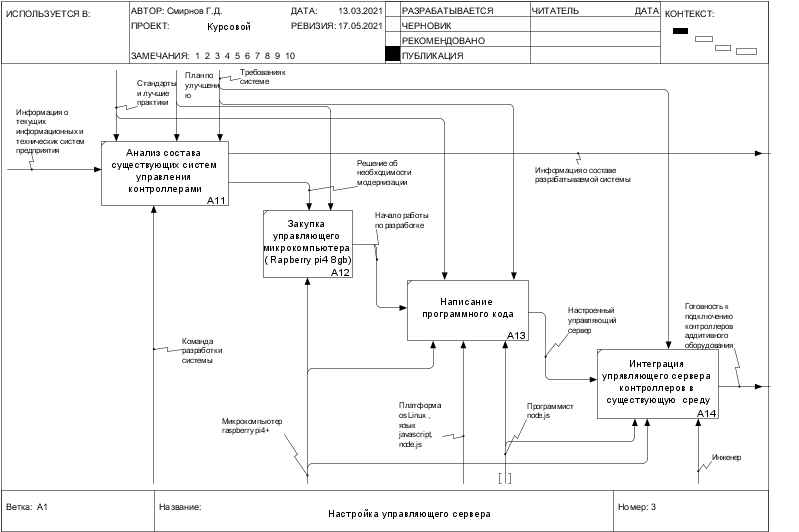 ИСПОЛЬЗУЕТСЯ В:
АВТОР: Смирнов Г.Д.
ДАТА: 13.03.2021
ПРОЕКТ: Курсовой
РЕВИЗИЯ: 17.05.2021
ЗАМЕЧАНИЯ: 1 2 3 4 5 6 7 8 9 10
РАЗРАБАТЫВАЕТСЯ
ЧЕРНОВИК
РЕКОМЕНДОВАНО
ПУБЛИКАЦИЯ
ЧИТАТЕЛЬ ДАТА
КОНТЕКСТ:
Стандарты
и лучшие
практики
План по
улучшени
ю
Требования к
системе
Информация о
текущих
информационных и
технических систем
предприятия
Анализ состава
существующих систем
управления
контроллерами
A11
Информация о составе
разрабатываемой системы
Решение об
необходимости
модернизации
Закупка
управляющего
микрокомпьютера
( Rapberry pi4 8gb)
A12
Начало работы
по разработке
Написание
программного кода
A13
Настроенный
управляющий
сервер
Готовность к
подключению
контроллеров
аддитивного
оборудования
Интеграция
упрвляющего сервера
контроллеров в
существующую среду
A14
Команда
разработки
системы
Микрокомпьютер
raspberry pi4+
Платформа
os Linux ,
язык
javascript,
node.js
Программист
node.js
Инженер
Ветка: A1
Название:
Настройка управляющего сервера
Номер: 3